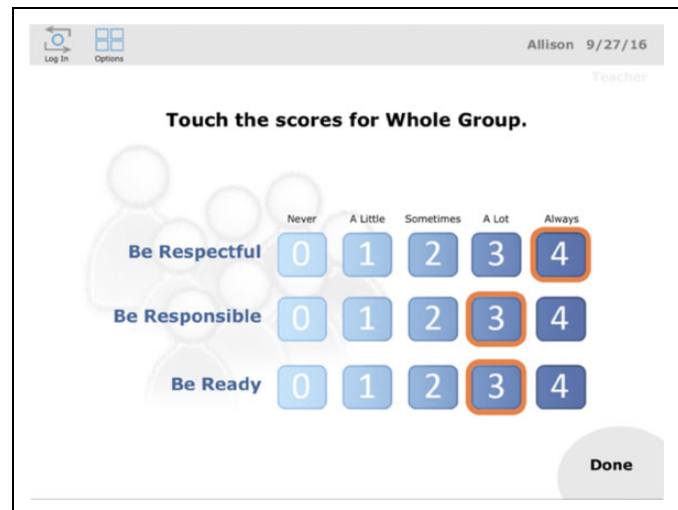 Log In Options
Allison 9/27/16
Teacher
Touch the scores for Whole Group.
Never A Little Sometimes A Lot Always
Be Respectful 0 1 2 3 4
Be Responsible 0 1 2 3 4
Be Ready 0 1 2 3 4
Done